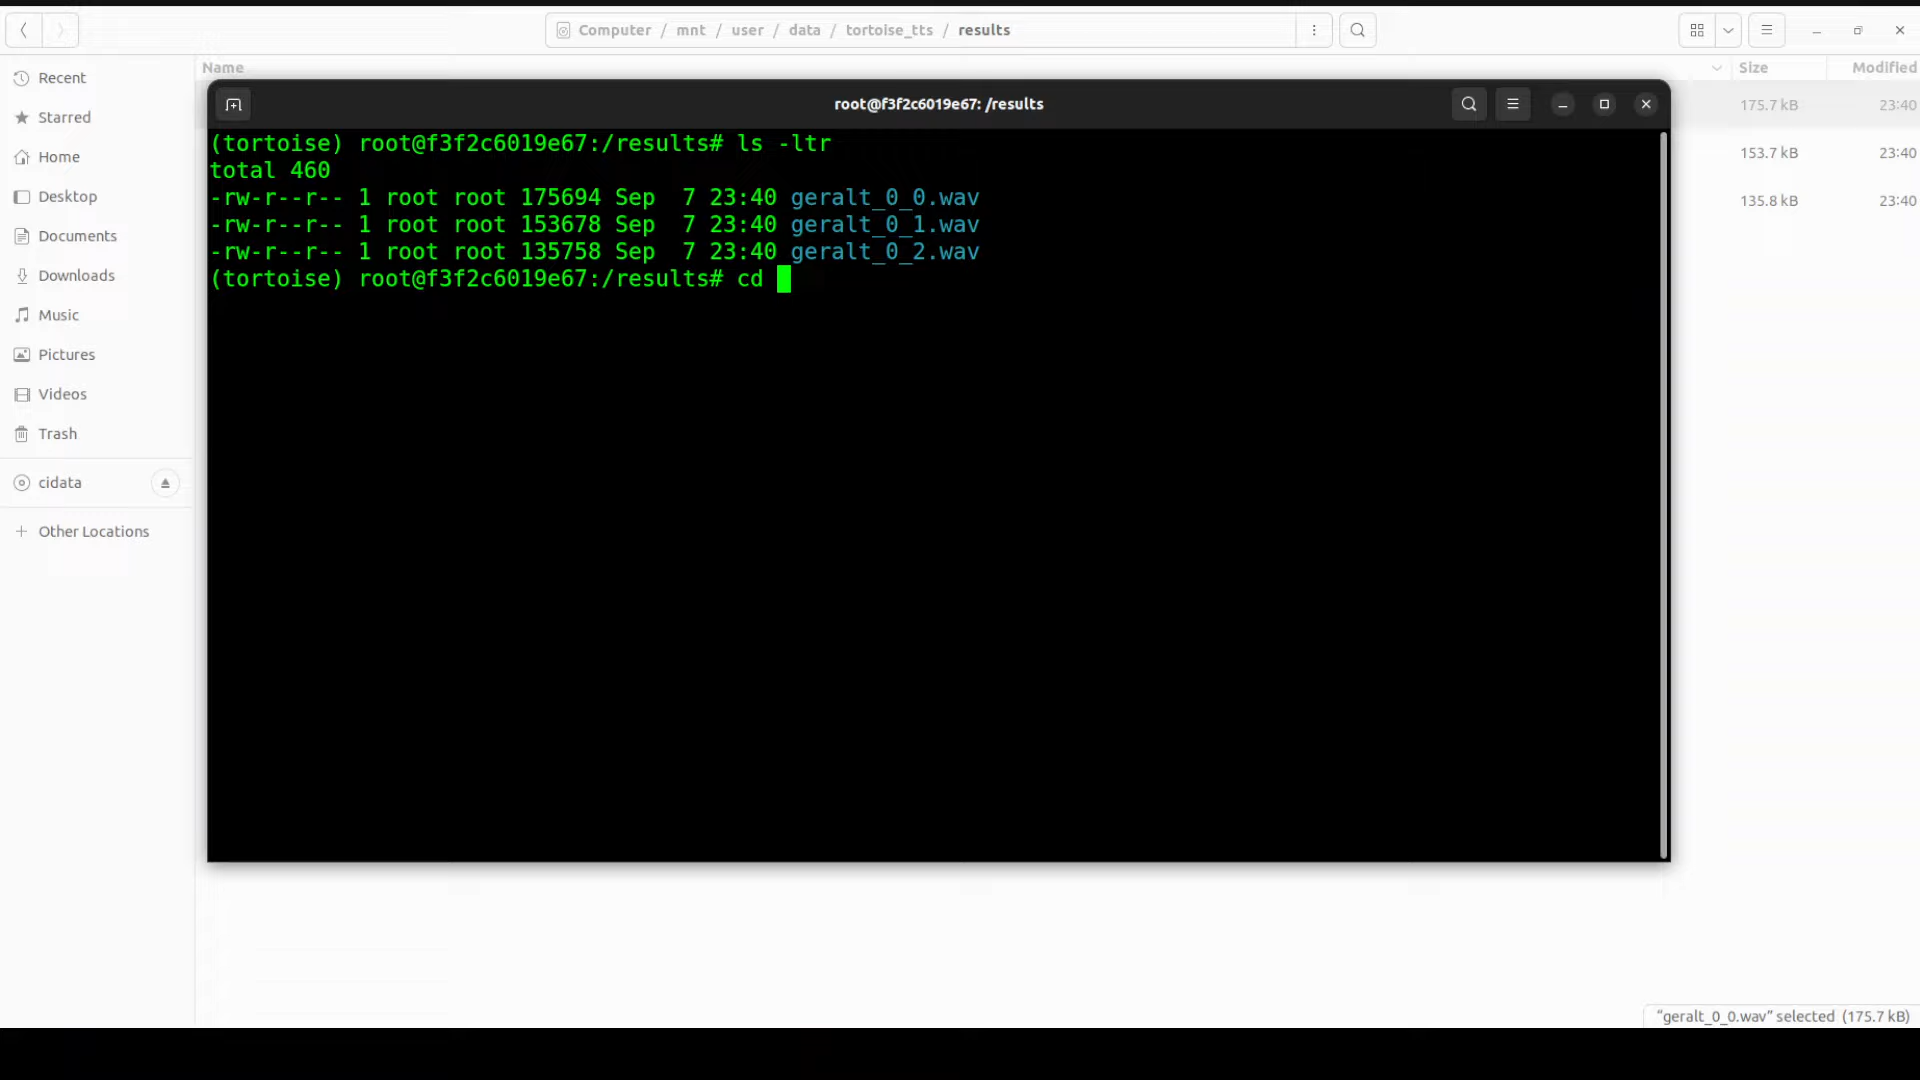 Computer / mnt / user / data / tortoise_tts / results
Recent
Starred
Home
Desktop
Documents
Downloads
Music
Pictures
Videos
Trash
cidata
Other Locations
Name Size Modified
175.7 kB 23:40
153.7 kB 23:40
135.8 kB 23:40
root@f3f2c6019e67: /results
(tortoise) root@f3f2c6019e67:/results# ls -ltr
total 460
-rw-r--r-- 1 root root 175694 Sep  7 23:40 geralt_0_0.wav
-rw-r--r-- 1 root root 153678 Sep  7 23:40 geralt_0_1.wav
-rw-r--r-- 1 root root 135758 Sep  7 23:40 geralt_0_2.wav
(tortoise) root@f3f2c6019e67:/results# cd
“geralt_0_0.wav” selected (175.7 kB)